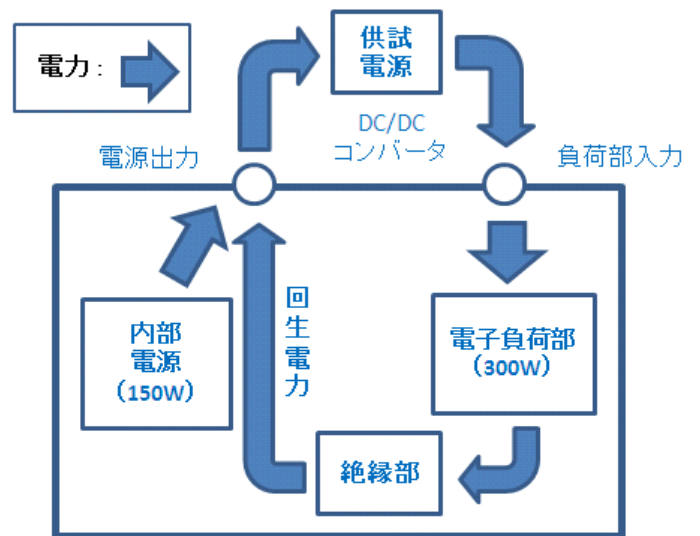 電力：
供試
電源
DC/DC
コンバータ
電源出力
負荷部入力
回
生
電
力
内部
電源
（150W）
電子負荷部
（300W）
絶縁部